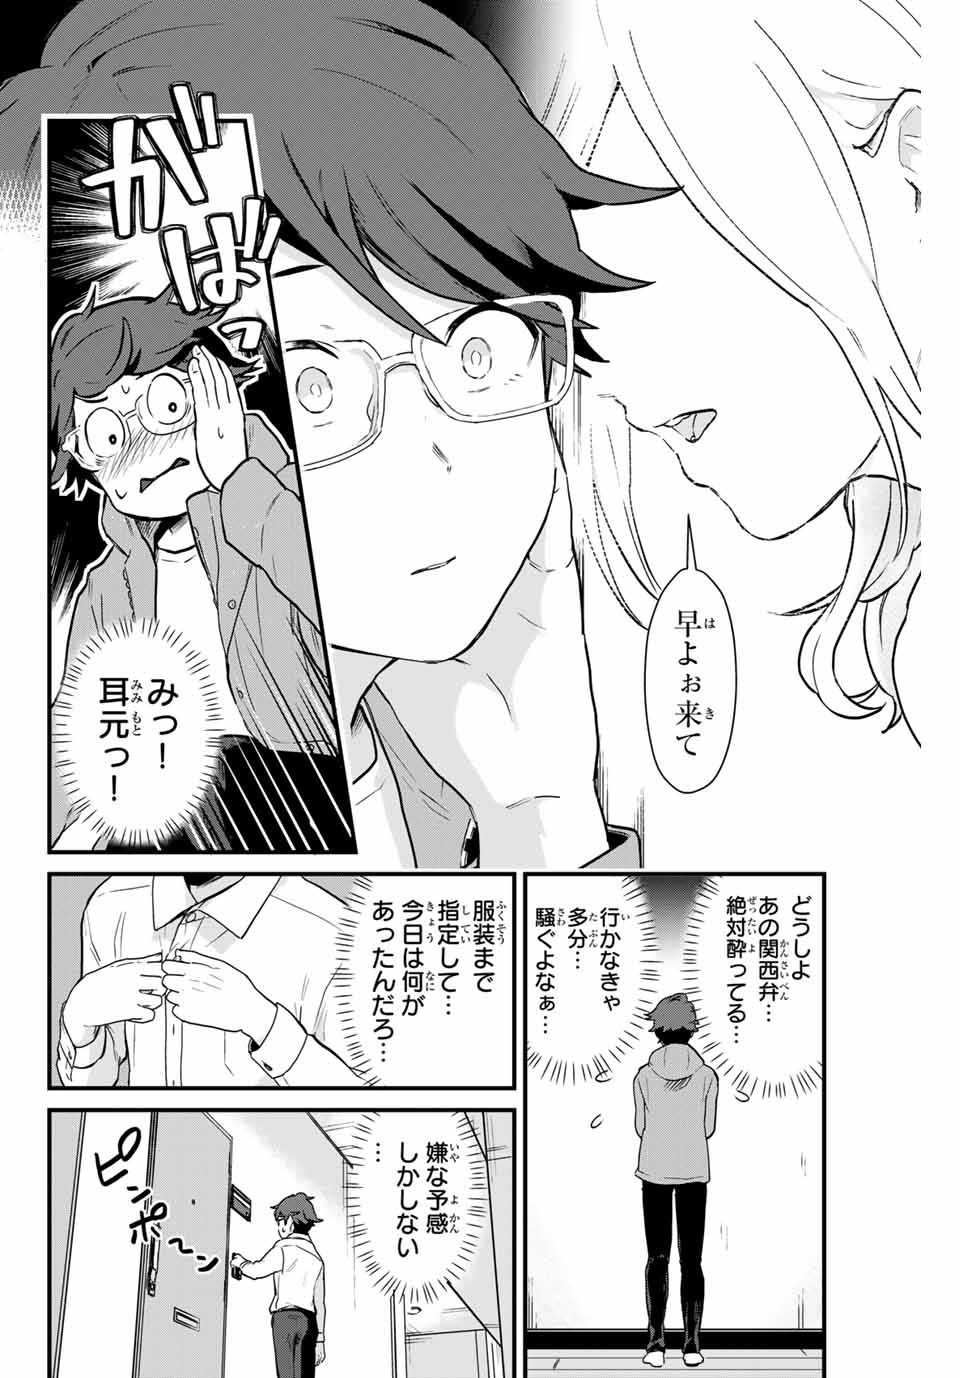 早よぉ来て
がばっ
みっ！
耳元っ！
どうしよ
あの関西弁…
絶対酔ってる…
行かなきゃ
多分…
騒ぐよなぁ…
服装まで
指定して…
今日は何が
あったんだろ…
嫌な予感
しかしない
…
ピンポ〜ン